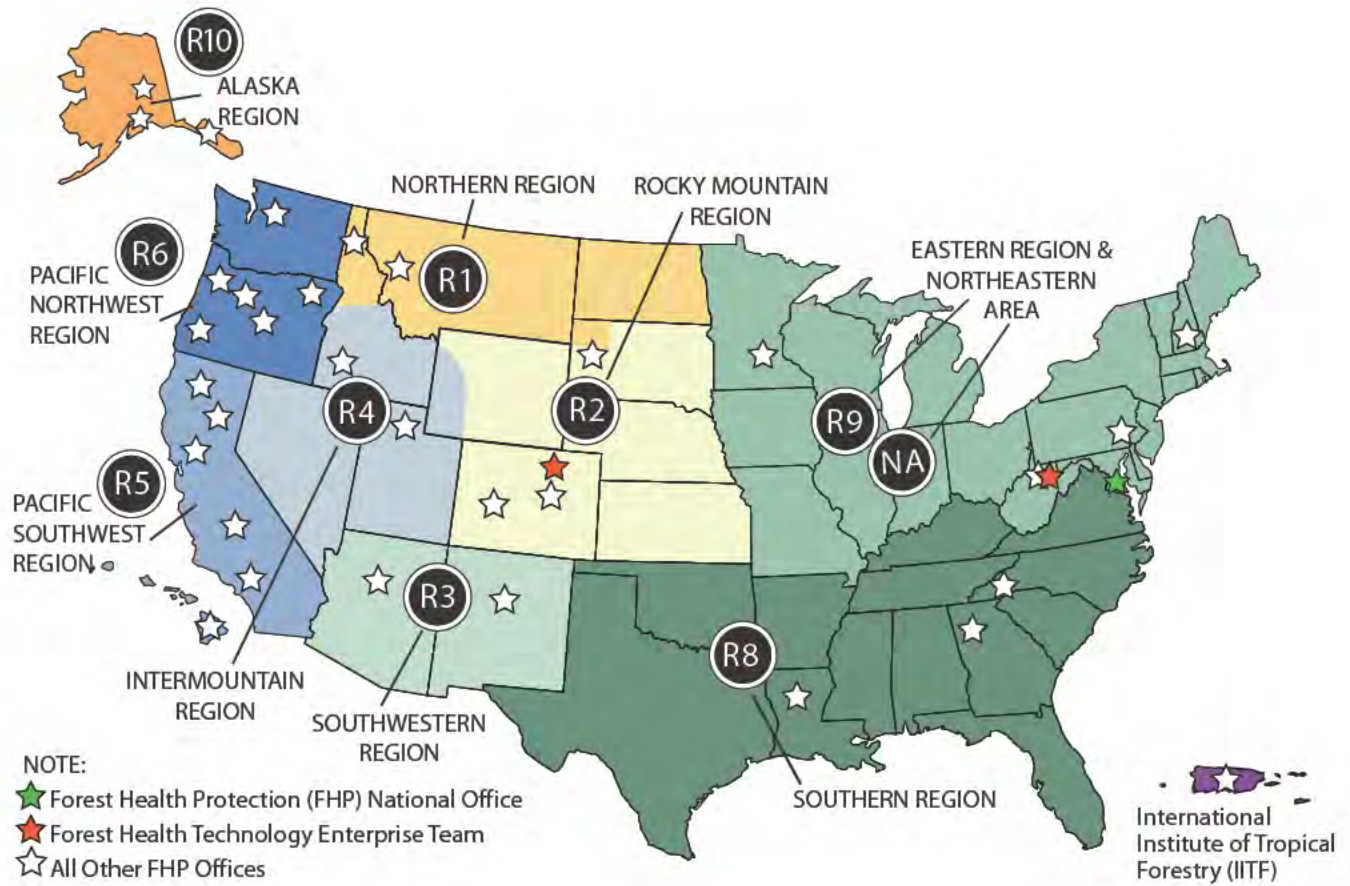 R10
ALASKA
REGION
NORTHERN REGION
ROCKY MOUNTAIN
REGION
R6
PACIFIC
NORTHWEST
REGION
R1
EASTERN REGION &
NORTHEASTERN
AREA
R4
R2
R9
NA
R5
PACIFIC
SOUTHWEST
REGION
R3
R8
INTERMOUNTAIN
REGION
SOUTHWESTERN
REGION
SOUTHERN REGION
NOTE:
Forest Health Protection (FHP) National Office
Forest Health Technology Enterprise Team
All Other FHP Offices
International
Institute of Tropical
Forestry (IITF)